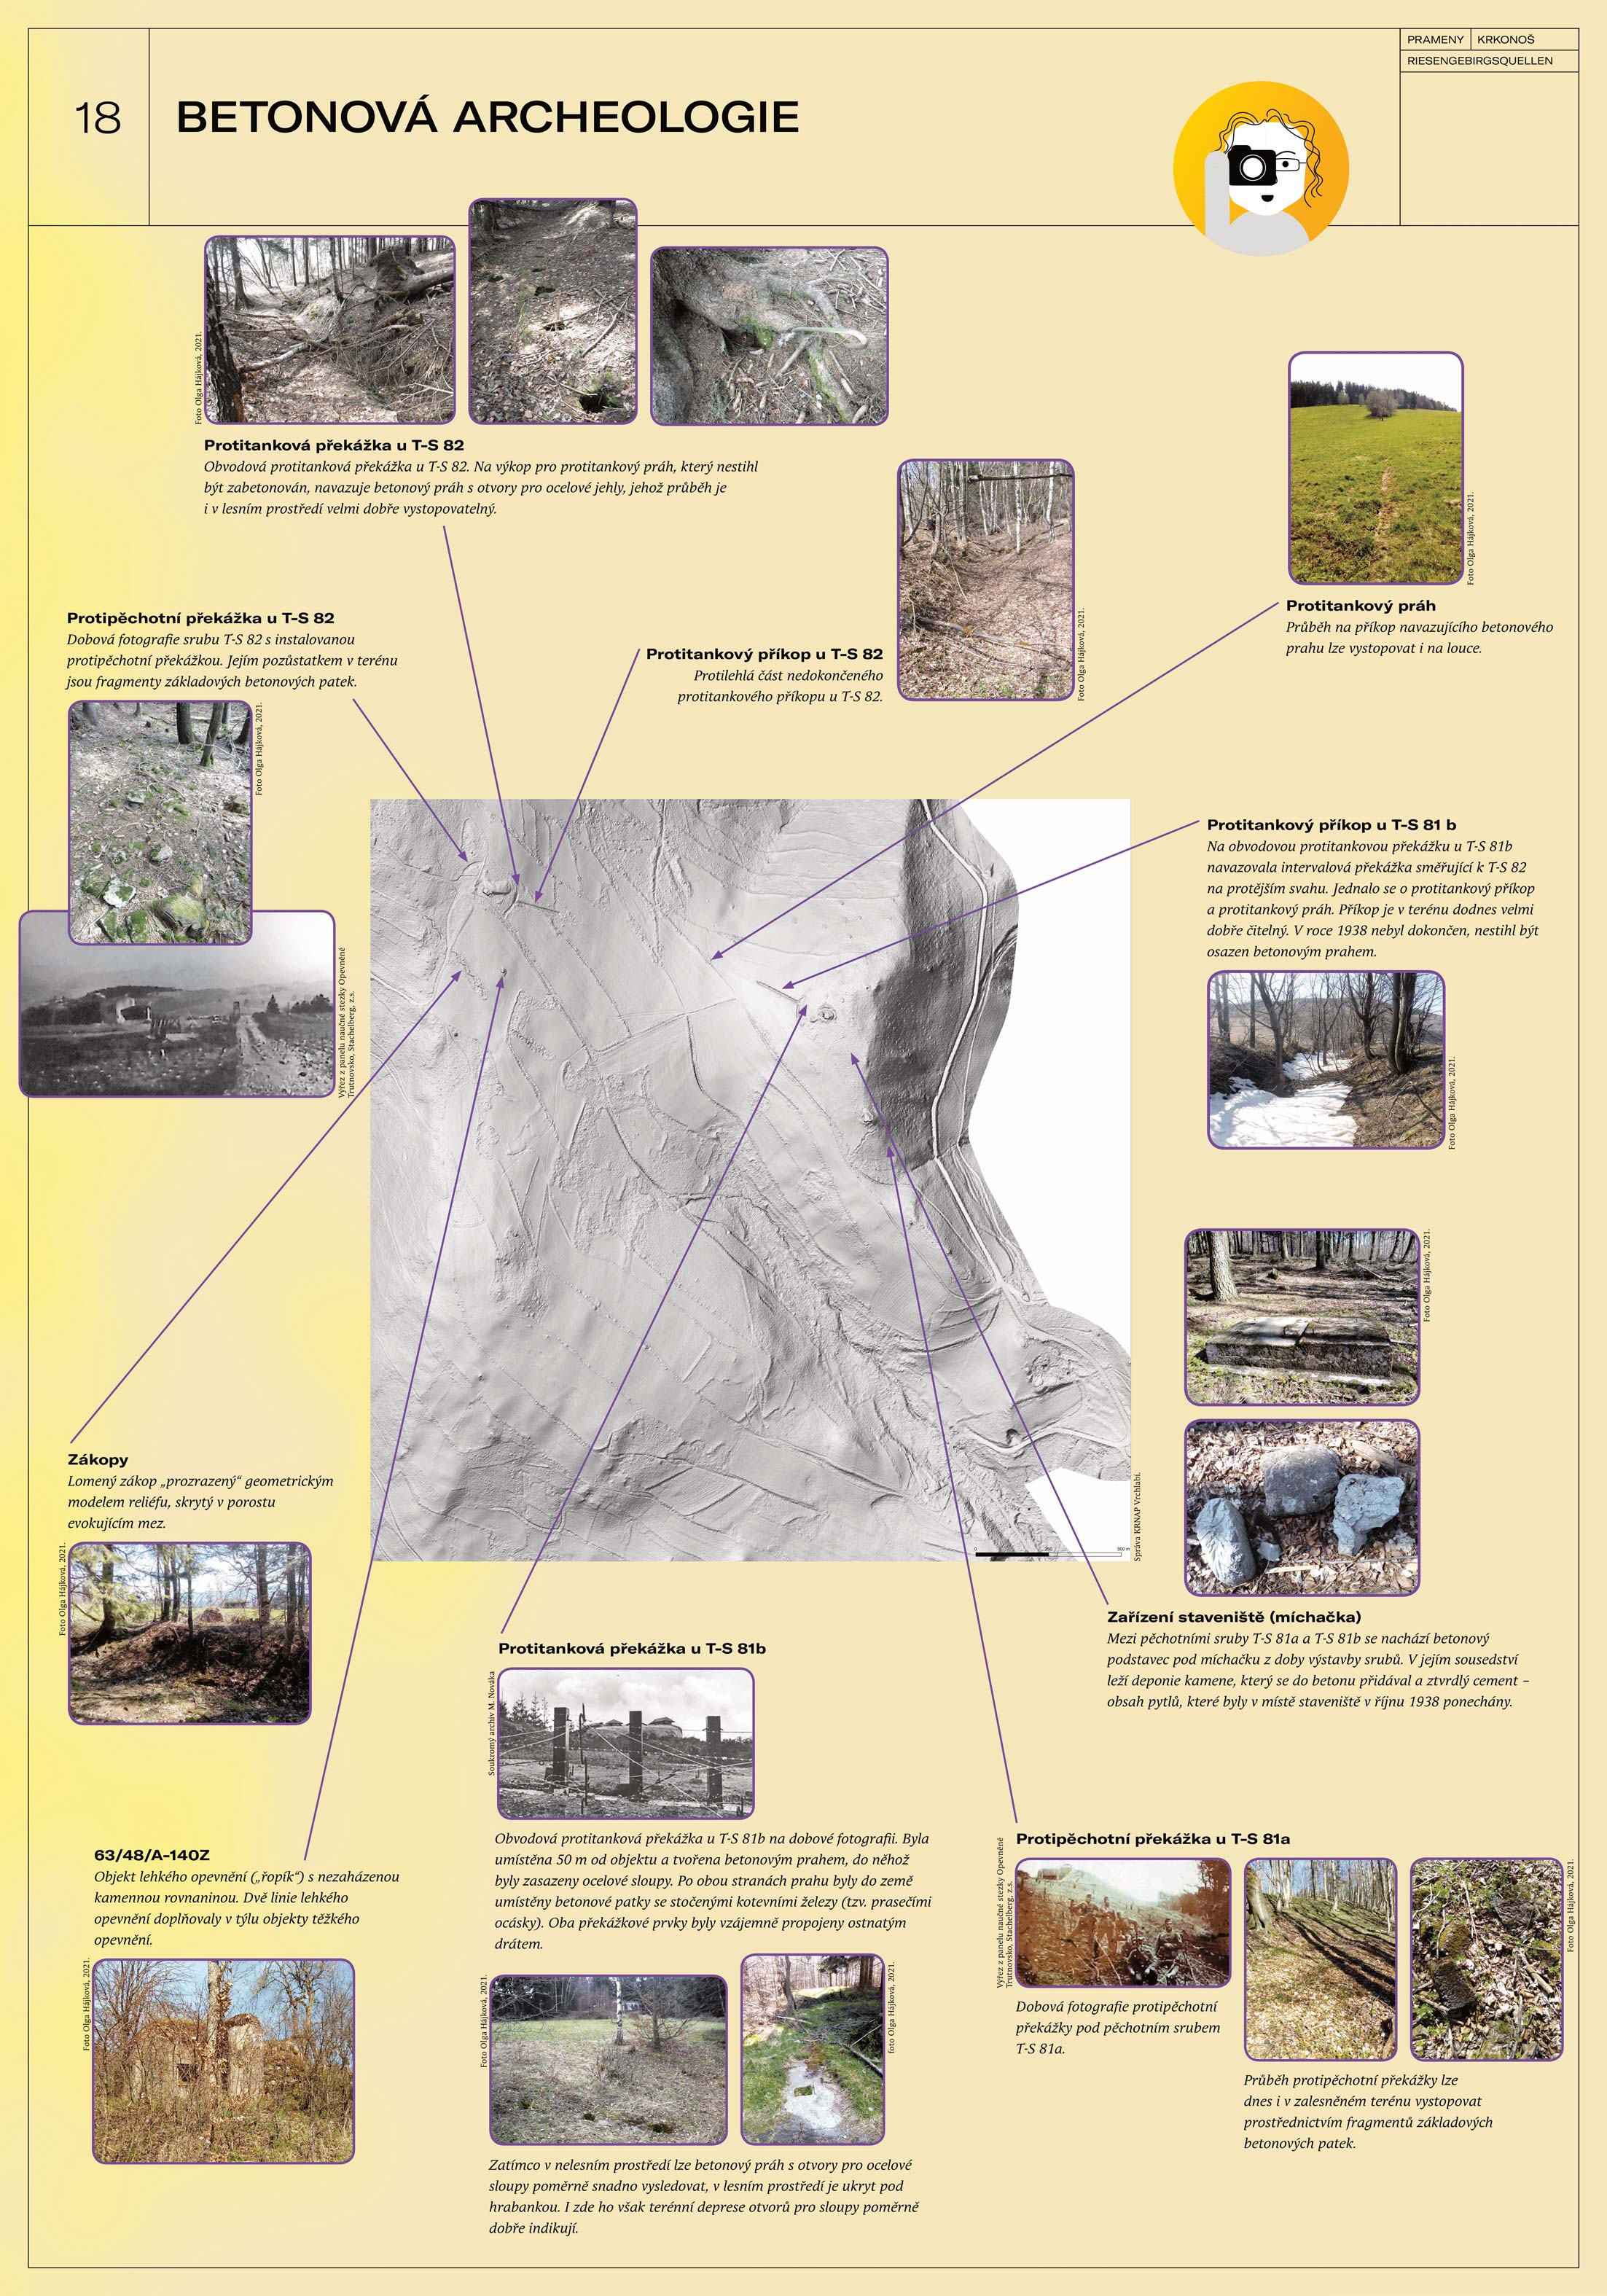 PRAMENY KRKONOŠ
RIESENGEBIRGSQUELLEN
18
BETONOVÁ ARCHEOLOGIE
Foto Olga Hájková, 2021.
Protitanková překážka u T-S 82
Obvodová protitanková překážka u T-S 82. Na výkop pro protitankový práh, který nestihl
být zabetonován, navazuje betonový práh s otvory pro ocelové jehly, jehož průběh je
i v lesním prostředí velmi dobře vystopovatelný.
Foto Olga Hájková, 2021.
Protitankový práh
Průběh na příkop navazujícího betonového
prahu lze vystopovat i na louce.
Protipěchotní překážka u T-S 82
Dobová fotografie srubu T-S 82 s instalovanou
protipěchotní překážkou. Jejím pozůstatkem v terénu
jsou fragmenty základových betonových patek.
Foto Olga Hájková, 2021.
Výřez z panelu naučné stezky Opevněné
Trutnovsko, Stachelberg, z.s.
Protitankový příkop u T-S 82
Protilehlá část nedokončeného
protitankového příkopu u T-S 82.
Foto Olga Hájková, 2021.
Protitankový příkop u T-S 81 b
Na obvodovou protitankovou překážku u T-S 81b
navazovala intervalová překážka směřující k T-S 82
na protějším svahu. Jednalo se o protitankový příkop
a protitankový práh. Příkop je v terénu dodnes velmi
dobře čitelný. V roce 1938 nebyl dokončen, nestihl být
osazen betonovým prahem.
Foto Olga Hájková, 2021.
Foto Olga Hájková, 2021.
Správa KRNAP Vrchlabí.
Zákopy
Lomený zákop „prozrazený“ geometrickým
modelem reliéfu, skrytý v porostu
evokujícím mez.
Foto Olga Hájková, 2021.
Zařízení staveniště (míchačka)
Mezi pěchotními sruby T-S 81a a T-S 81b se nachází betonový
podstavec pod míchačku z doby výstavby srubů. V jejím sousedství
leží deponie kamene, který se do betonu přidával a ztvrdlý cement –
obsah pytlů, které byly v místě staveniště v říjnu 1938 ponechány.
Protitanková překážka u T-S 81b
Soukromý archiv M. Nováka
Obvodová protitanková překážka u T-S 81b na dobové fotografii. Byla
umístěna 50 m od objektu a tvořena betonovým prahem, do něhož
byly zasazeny ocelové sloupy. Po obou stranách prahu byly do země
umístěny betonové patky se stočenými kotevními železy (tzv. prasečími
ocásky). Oba překážkové prvky byly vzájemně propojeny ostnatým
drátem.
Foto Olga Hájková, 2021.
foto Olga Hájková, 2021.
Zatímco v nelesním prostředí lze betonový práh s otvory pro ocelové
sloupy poměrně snadno vysledovat, v lesním prostředí je ukryt pod
hrabankou. I zde ho však terénní deprese otvorů pro sloupy poměrně
dobře indikují.
63/48/A-140Z
Objekt lehkého opevnění („řopík“) s nezaházenou
kamennou rovnaninou. Dvě linie lehkého
opevnění doplňovaly v týlu objekty těžkého
opevnění.
Foto Olga Hájková, 2021.
Protipěchotní překážka u T-S 81a
Výřez z panelu naučné stezky Opevněné
Trutnovsko, Stachelberg, z.s.
Foto Olga Hájková, 2021.
Dobová fotografie protipěchotní
překážky pod pěchotním srubem
T-S 81a.
Průběh protipěchotní překážky lze
dnes i v zalesněném terénu vystopovat
prostřednictvím fragmentů základových
betonových patek.